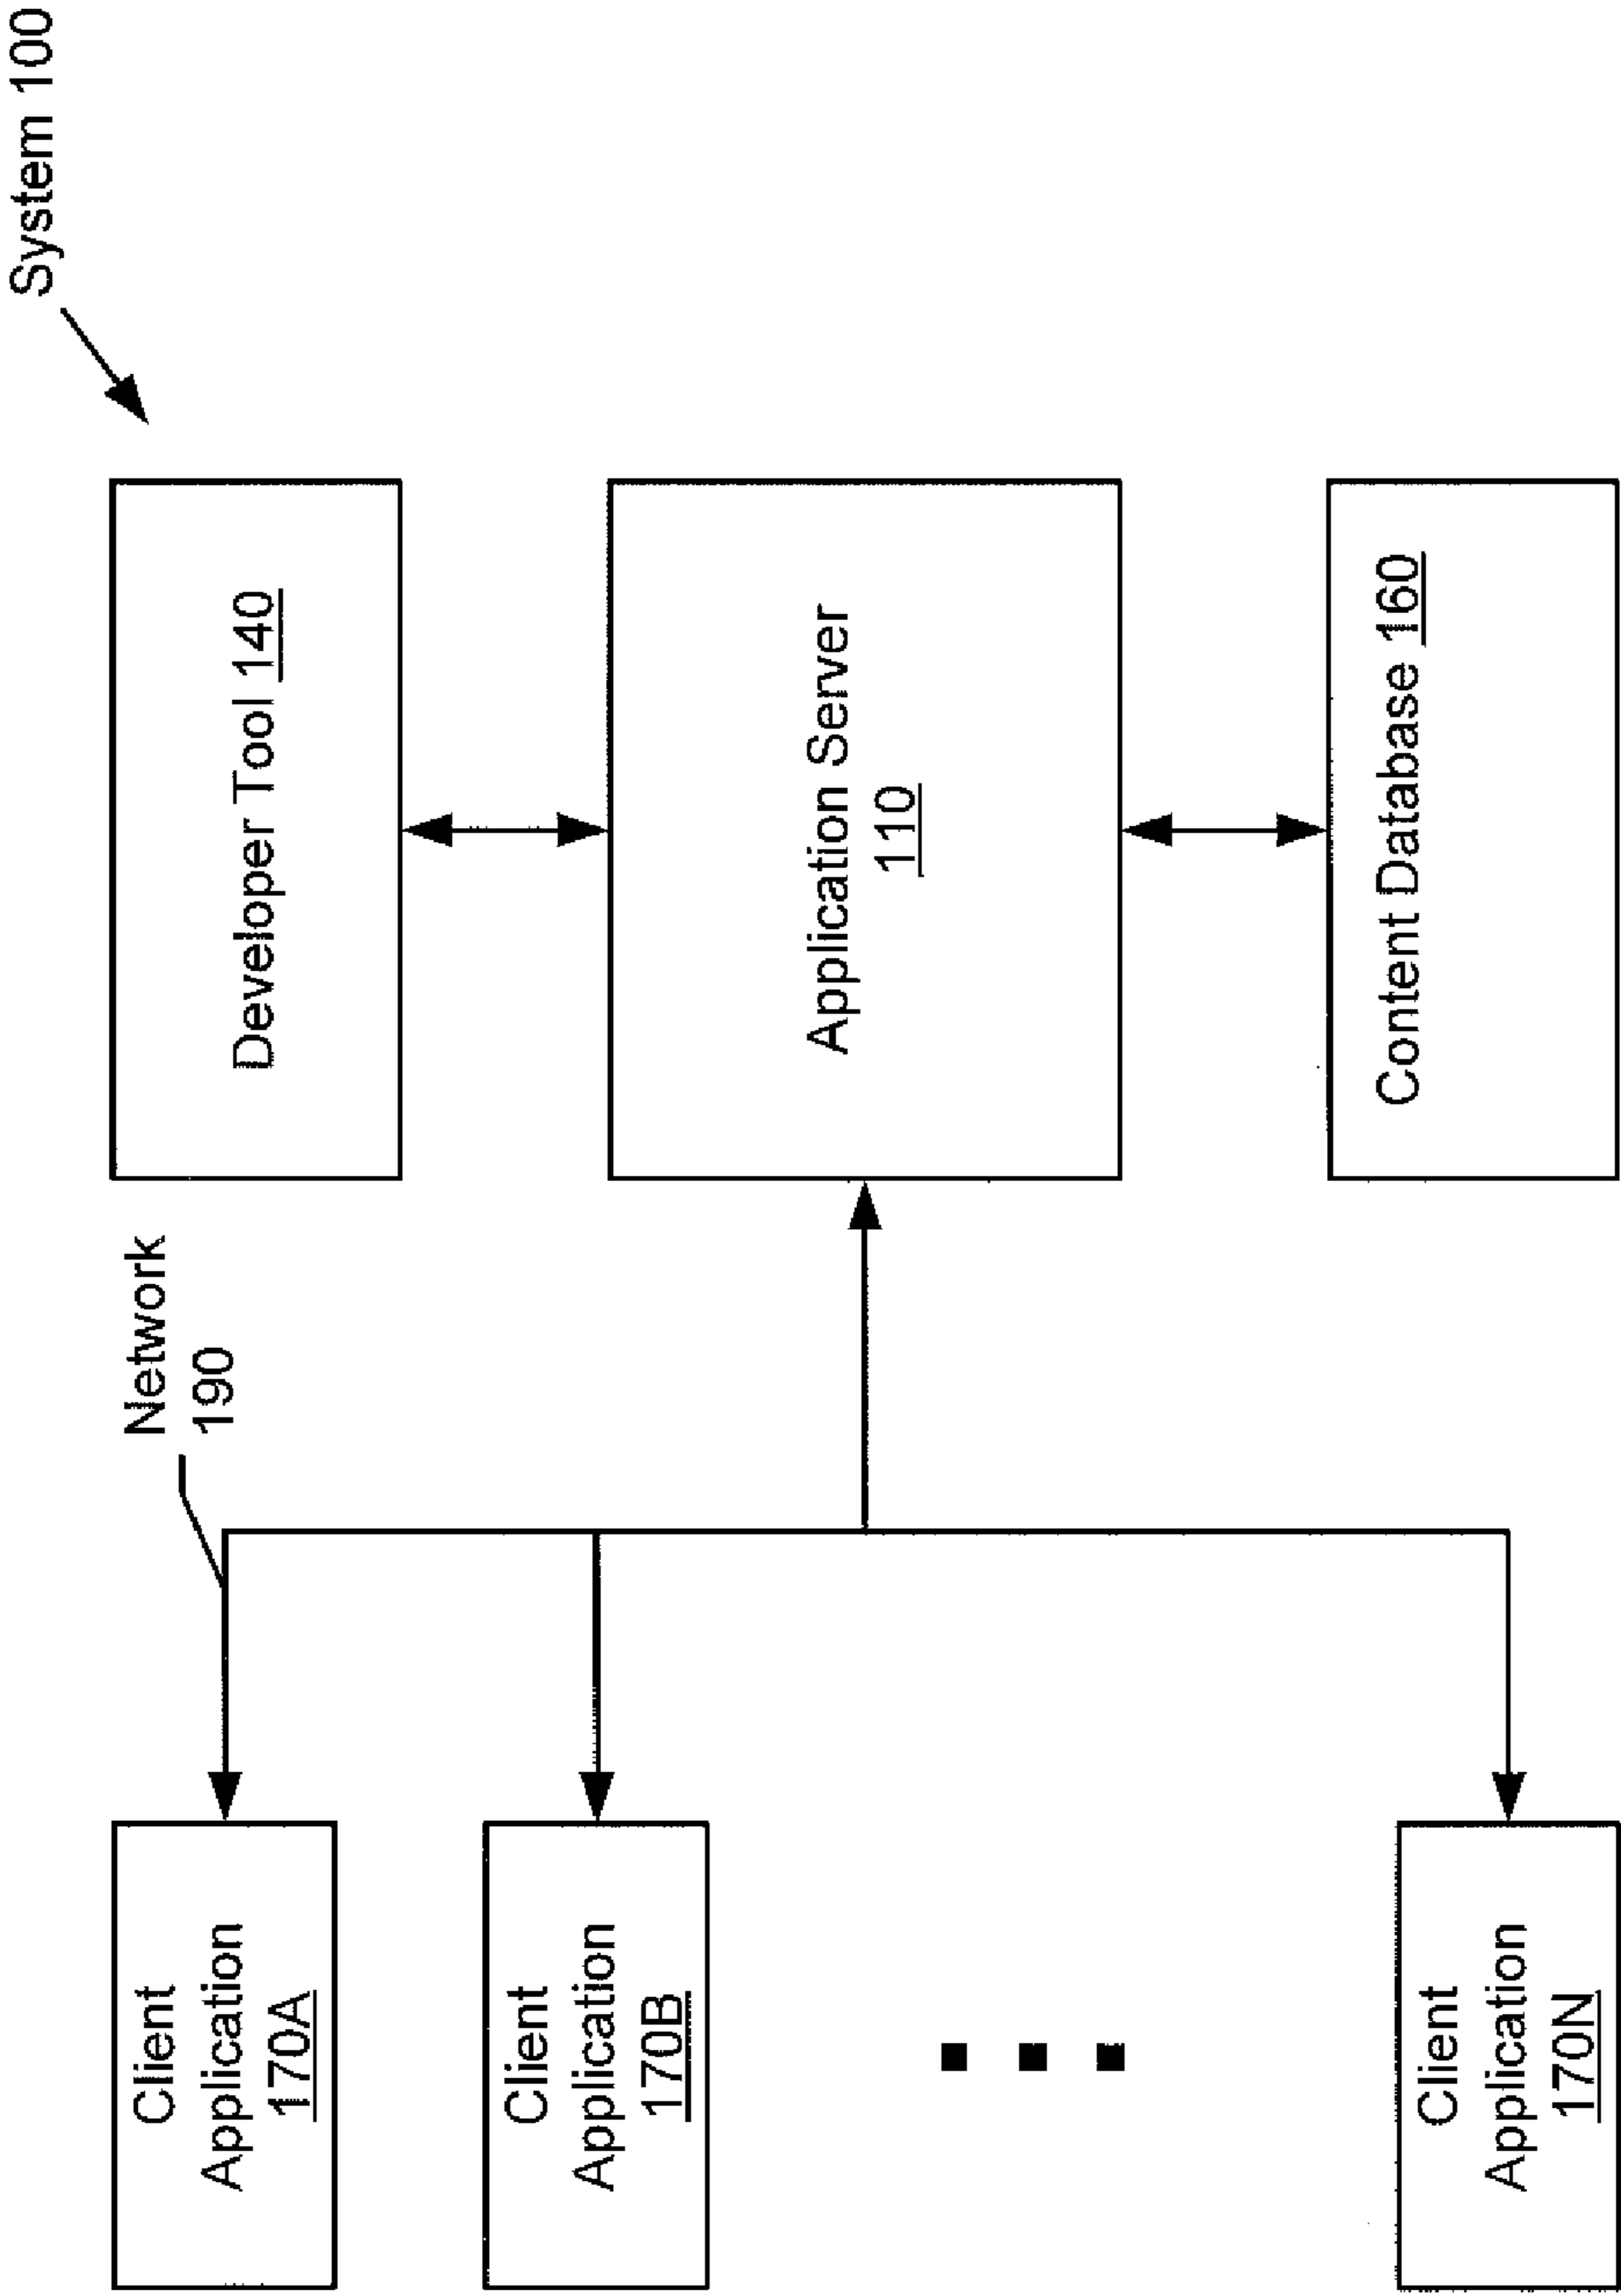 System 100
Network
190
Client
Application
170A
Developer Tool 140
Client
Application
170B
Application Server
110
Client
Application
170N
Content Database 160